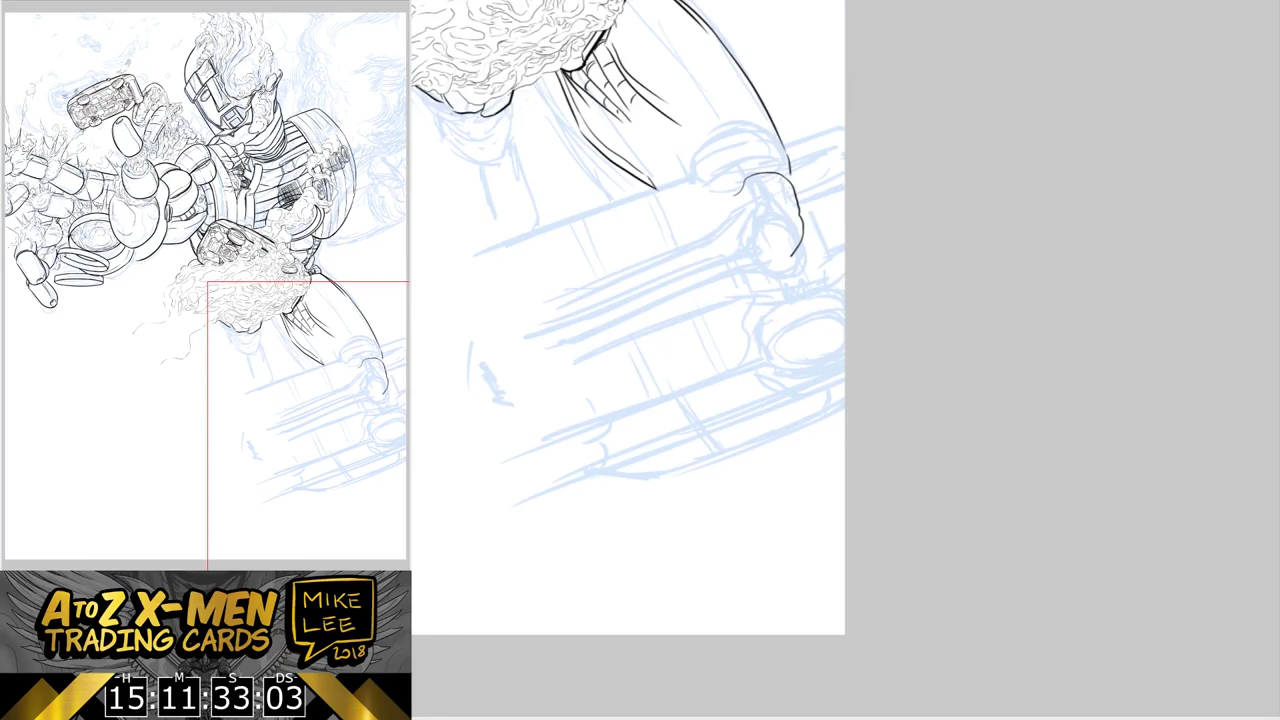 A TO Z X-MEN
TRADING CARDS
MIKE
LEE
2018
H M S DS
15:11:33:03